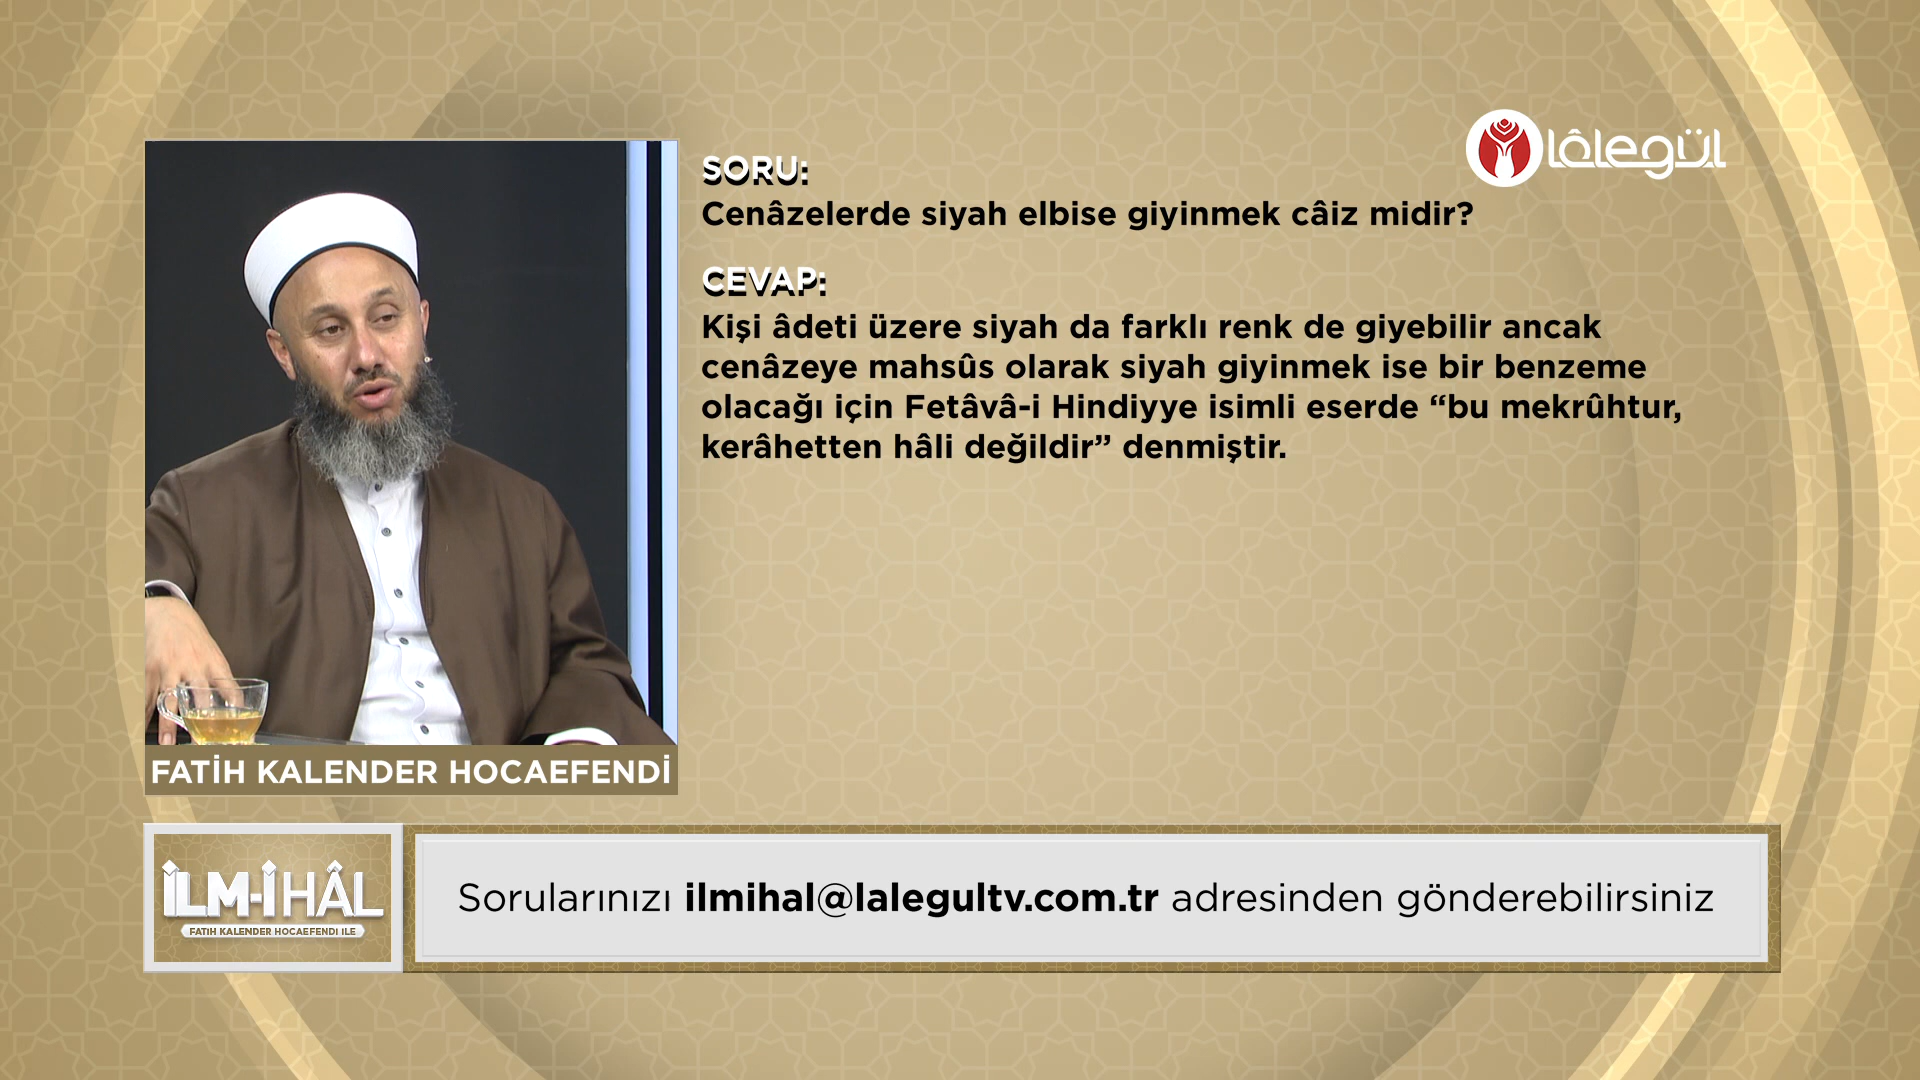 lâlegül
SORU:
Cenâzelerde siyah elbise giyinmek câiz midir?
CEVAP:
Kişi âdeti üzere siyah da farklı renk de giyebilir ancak
cenâzeye mahsûs olarak siyah giyinmek ise bir benzeme
olacağı için Fetâvâ-i Hindiyye isimli eserde “bu mekrûhtur,
kerâhetten hâli değildir” denmiştir.
FATİH KALENDER HOCAEFENDİ
İLM-İHÂL
FATIH KALENDER HOCAEFENDI ILE
Sorularınızı ilmihal@lalegultv.com.tr adresinden gönderebilirsiniz